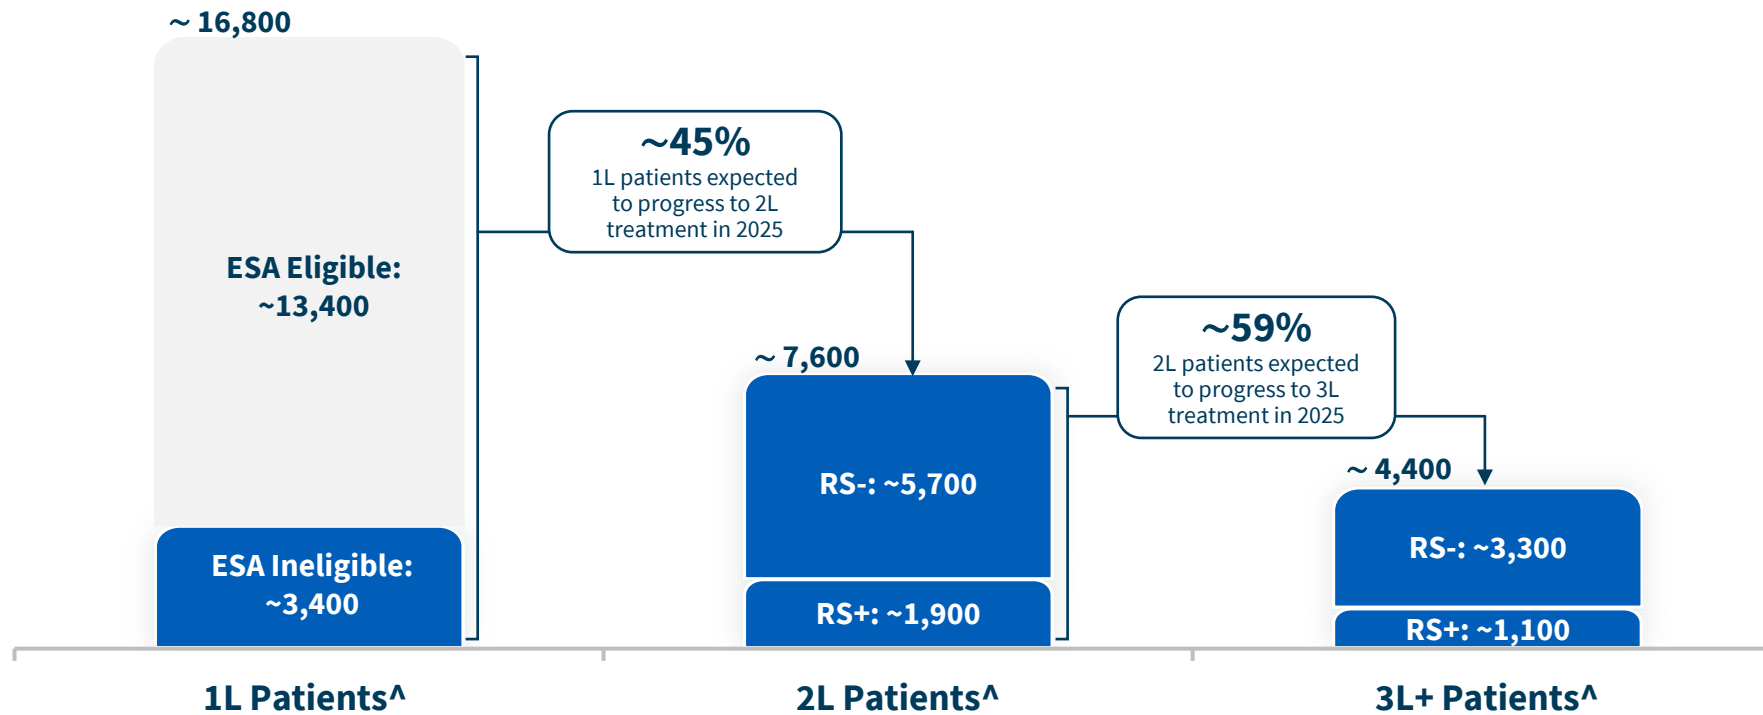 ~ 16,800
ESA Eligible:
~13,400
ESA Ineligible:
~3,400
~45%
1L patients expected
to progress to 2L
treatment in 2025
~ 7,600
RS-: ~5,700
RS+: ~1,900
~59%
2L patients expected
to progress to 3L
treatment in 2025
~ 4,400
RS-: ~3,300
RS+: ~1,100
1L Patients^
2L Patients^
3L+ Patients^